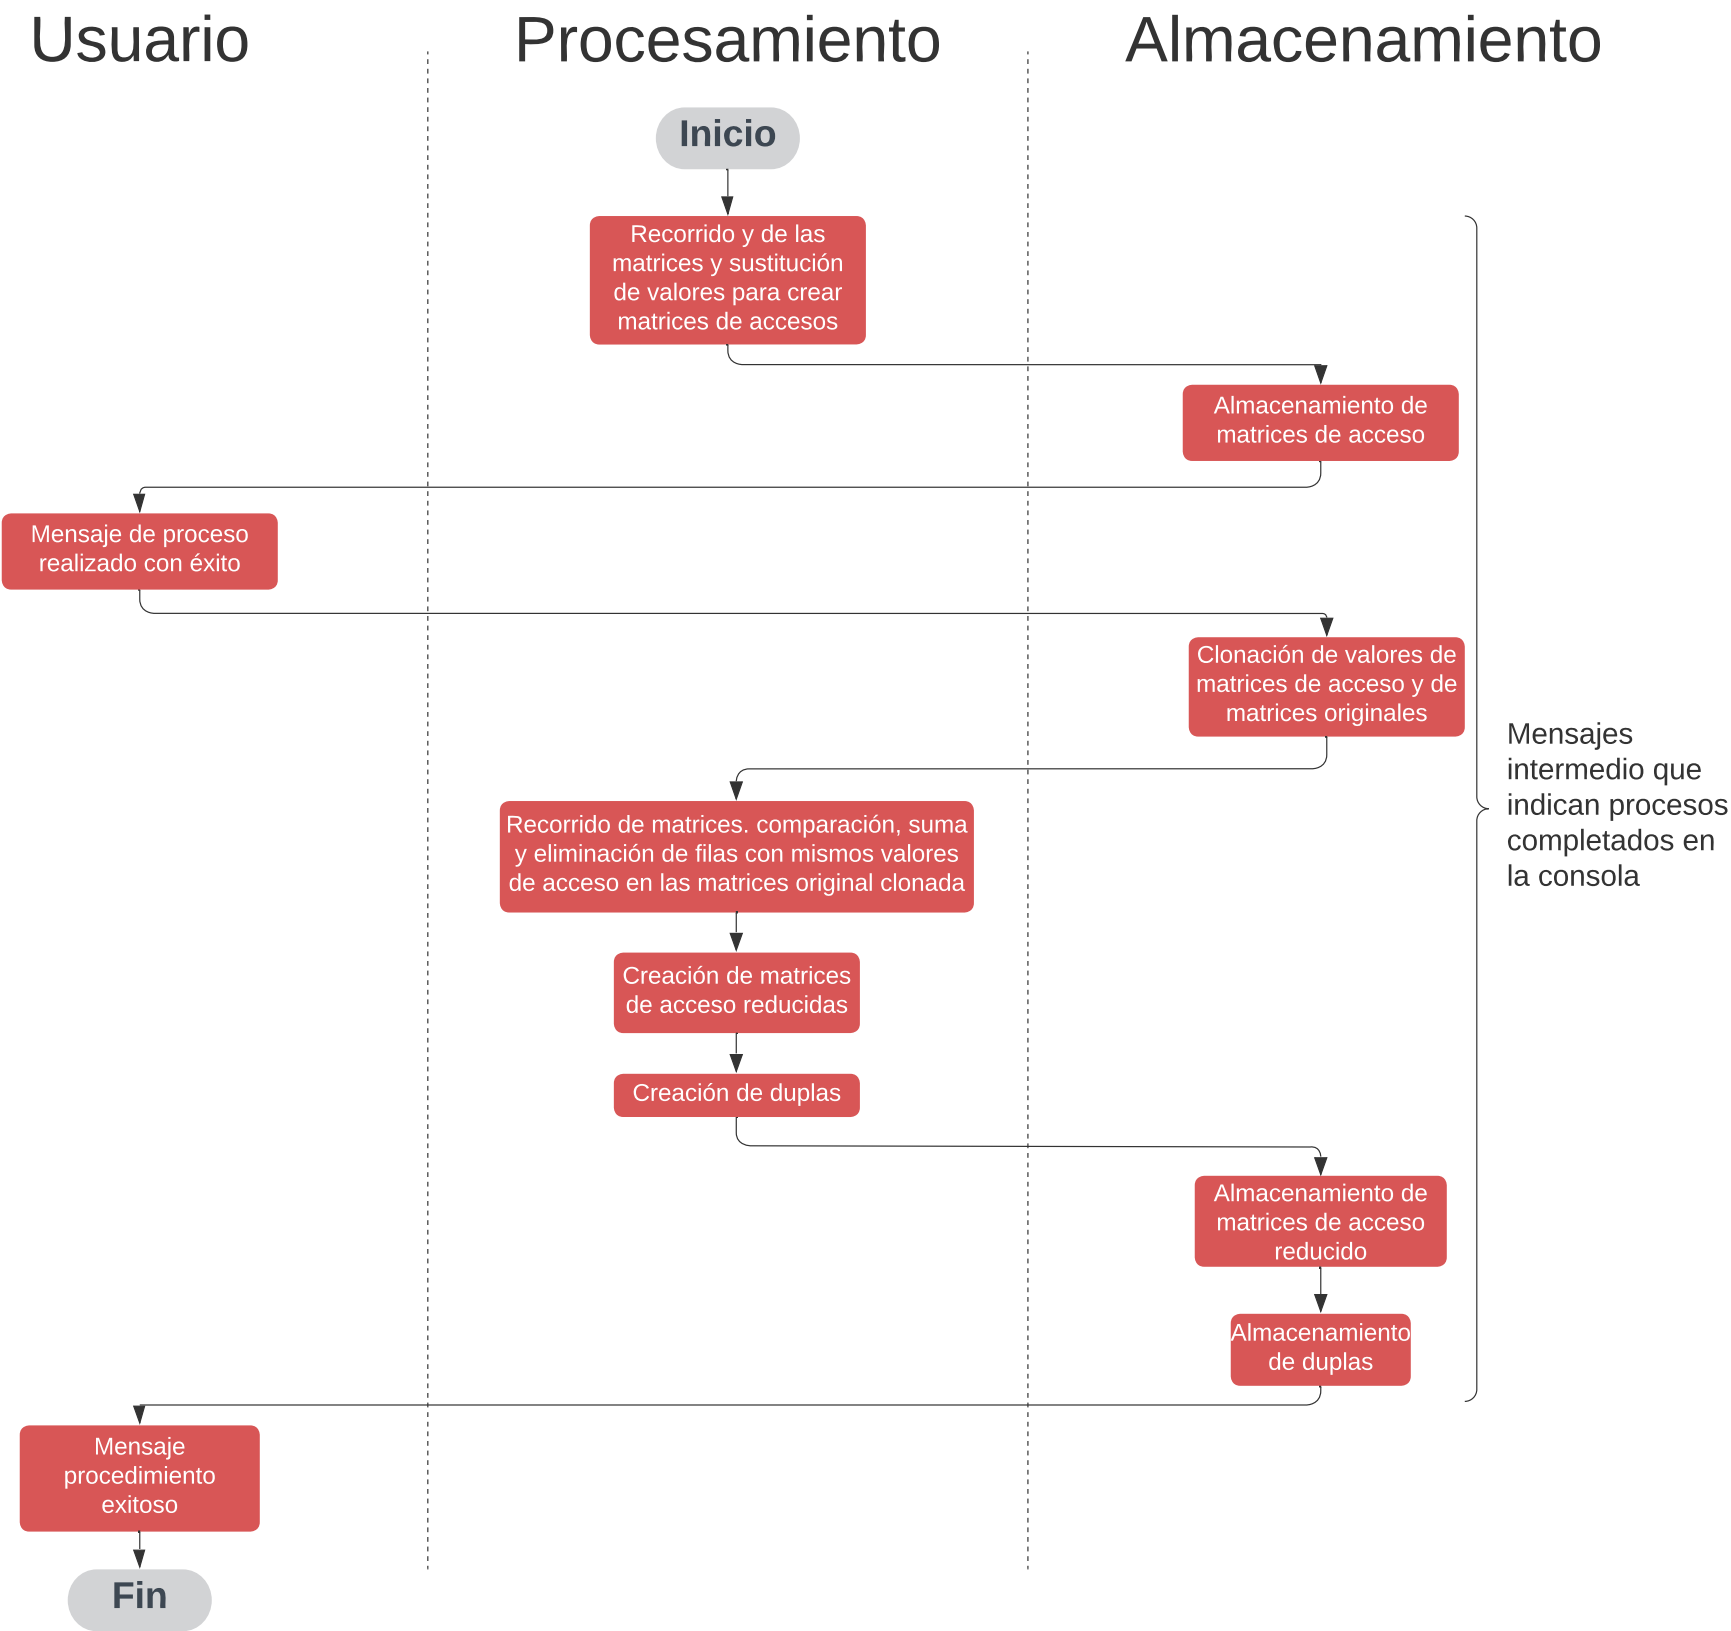 Usuario
Procesamiento
Almacenamiento
Inicio
Recorrido y de las
matrices y sustitución
de valores para crear
matrices de accesos
Almacenamiento de
matrices de acceso
Mensaje de proceso
realizado con éxito
Clonación de valores de
matrices de acceso y de
matrices originales
Mensajes
intermedio que
indican procesos
completados en
la consola
Recorrido de matrices. comparación, suma
y eliminación de filas con mismos valores
de acceso en las matrices original clonada
Creación de matrices
de acceso reducidas
Creación de duplas
Almacenamiento de
matrices de acceso
reducido
Almacenamiento
de duplas
Mensaje
procedimiento
exitoso
Fin